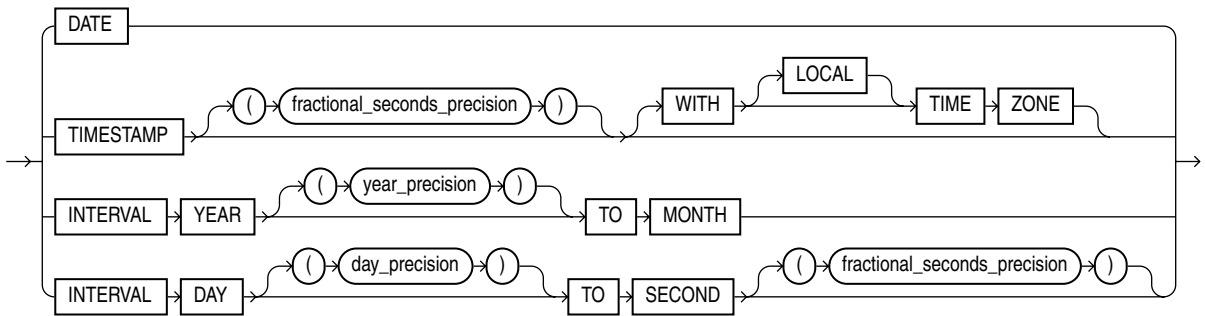 DATE
LOCAL
( fractional_seconds_precision ) WITH TIME ZONE
TIMESTAMP
( year_precision )
INTERVAL YEAR TO MONTH
( day_precision ) ( fractional_seconds_precision )
INTERVAL DAY TO SECOND